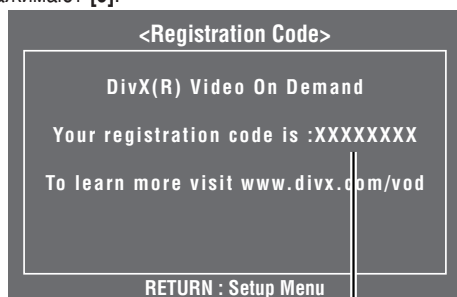 [5].
<Registration Code>
DivX(R) Video On Demand
Your registration code is :XXXXXXXX
To learn more visit www.divx.com/vod
RETURN : Setup Menu